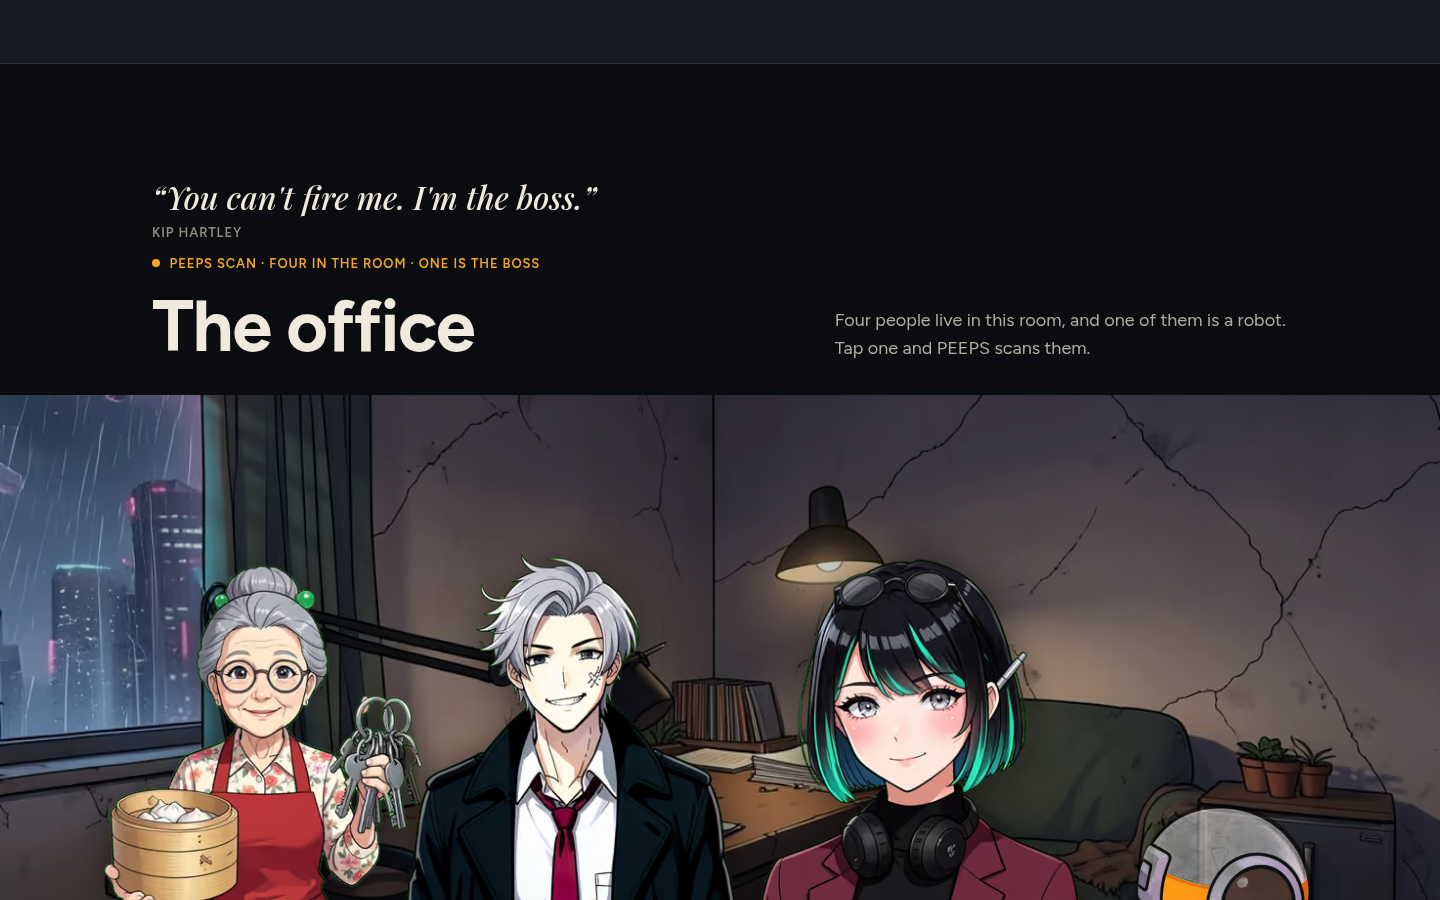 “You can't fire me. I'm the boss.”
KIP HARTLEY
PEEPS SCAN · FOUR IN THE ROOM · ONE IS THE BOSS
The office
Four people live in this room, and one of them is a robot.
Tap one and PEEPS scans them.